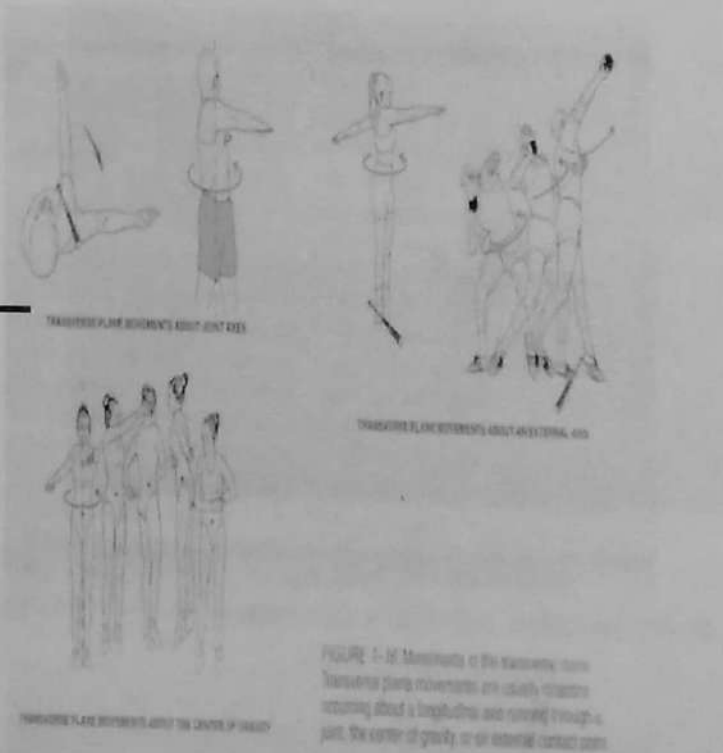 TRANSVERSE PLANE MOVEMENTS ABOUT JOINT AXES
TRANSVERSE PLANE MOVEMENTS ABOUT AN EXTERNAL AXIS
TRANSVERSE PLANE MOVEMENTS ABOUT THE CENTER OF GRAVITY
FIGURE Movements in the transverse plane.
Transverse plane movements are usually rotations
occurring about a longitudinal axis running through a
joint, the center of gravity, or an external contact point.